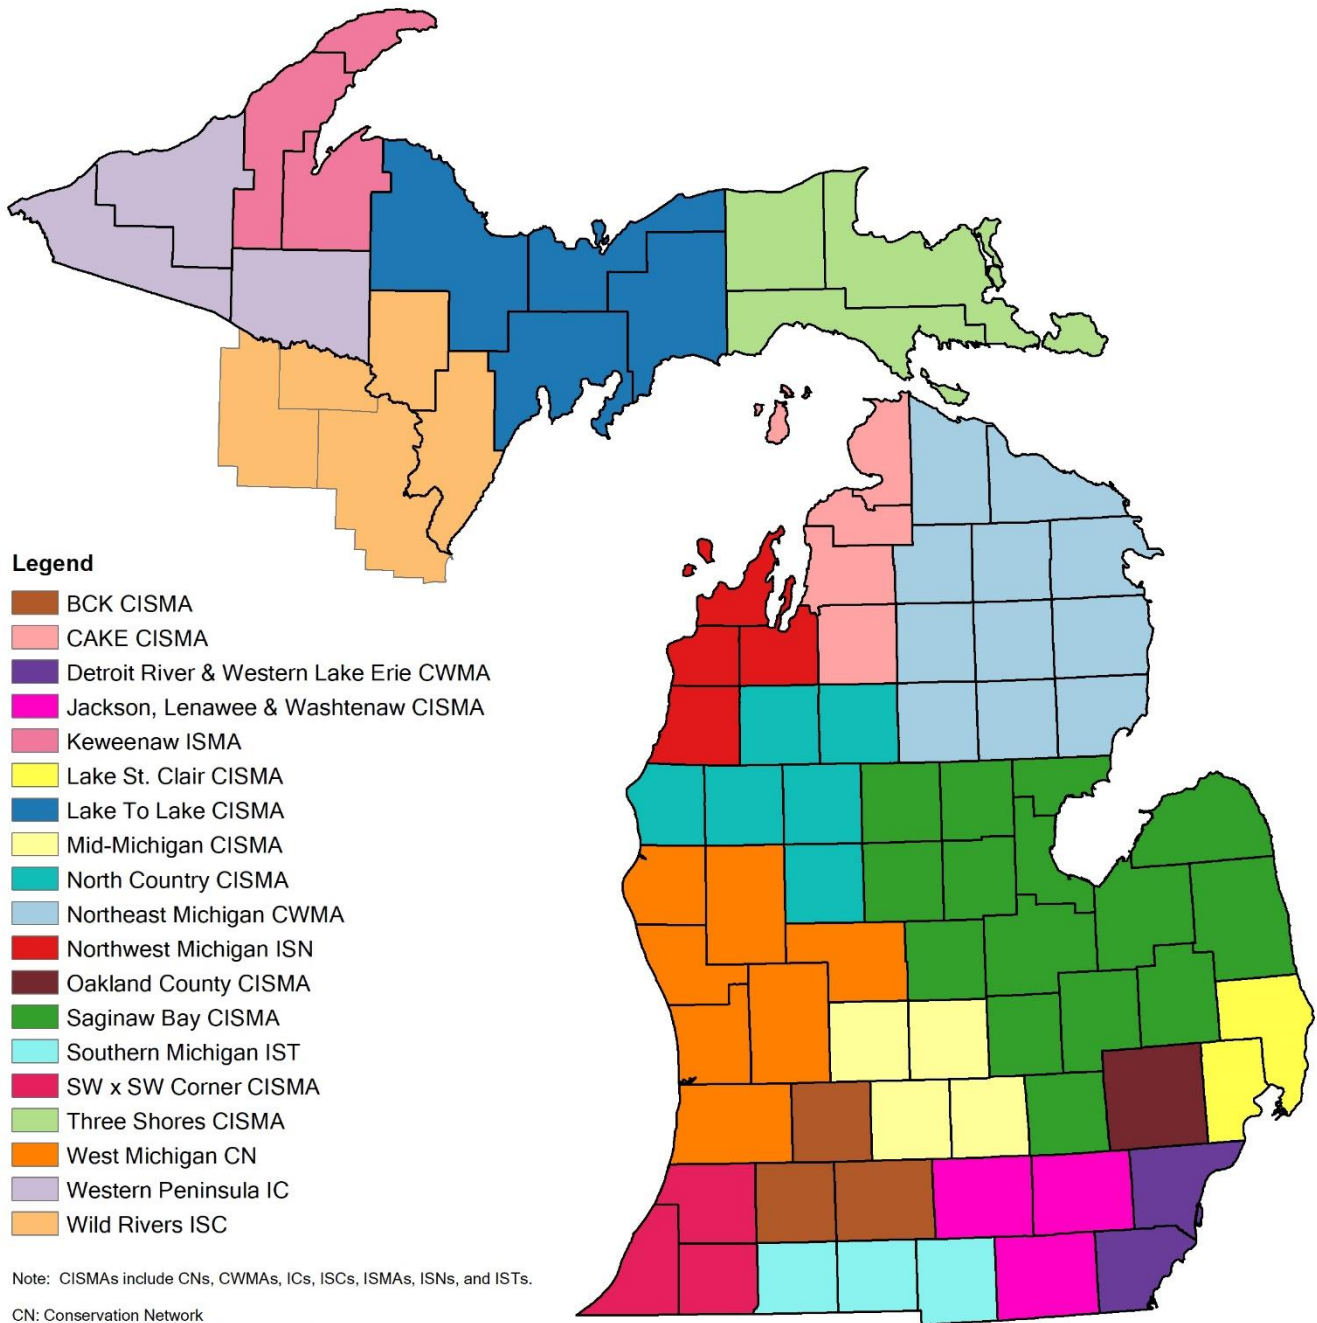 Legend
BCK CISMA
CAKE CISMA
Detroit River & Western Lake Erie CWMA
Jackson, Lenawee & Washtenaw CISMA
Keweenaw ISMA
Lake St. Clair CISMA
Lake To Lake CISMA
Mid-Michigan CISMA
North Country CISMA
Northeast Michigan CWMA
Northwest Michigan ISN
Oakland County CISMA
Saginaw Bay CISMA
Southern Michigan IST
SW x SW Corner CISMA
Three Shores CISMA
West Michigan CN
Western Peninsula IC
Wild Rivers ISC
Note: CISMAs include CNs, CWMAs, ICs, ISCs, ISMAs, ISNs, and ISTs.
CN: Conservation Network